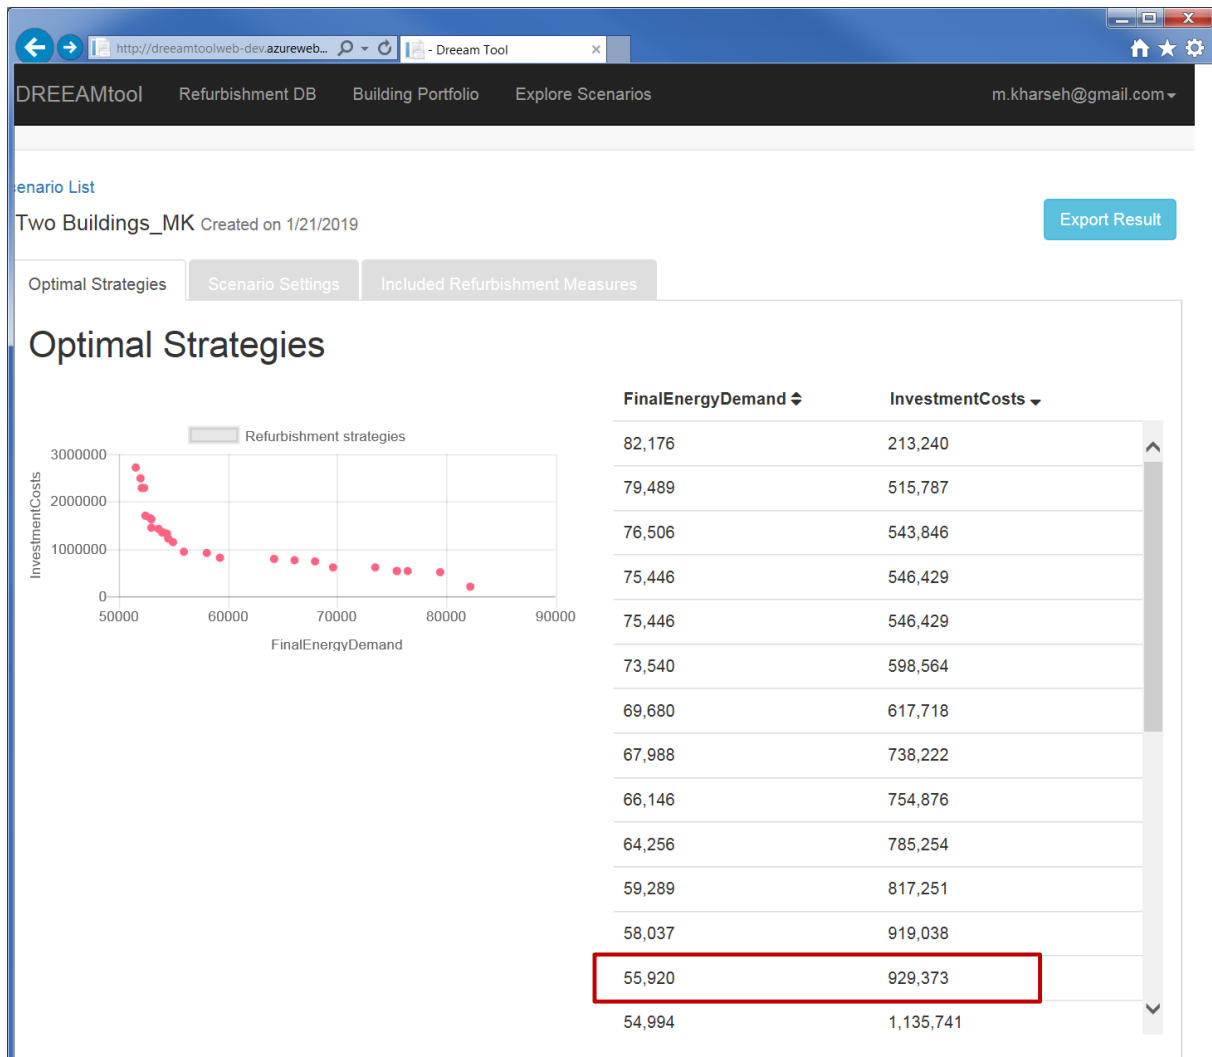 X
http://dreeamtoolweb-dev.azureweb...
- Dreeam Tool
×
DREEAMtool Refurbishment DB Building Portfolio Explore Scenarios m.kharseh@gmail.com
enario List
Two Buildings_MK Created on 1/21/2019
Export Result
Optimal Strategies Scenario Settings Included Refurbishment Measures
Optimal Strategies
Refurbishment strategies
InvestmentCosts
3000000
2000000
1000000
0
50000 60000 70000 80000 90000
FinalEnergyDemand
FinalEnergyDemand InvestmentCosts
82,176 213,240
79,489 515,787
76,506 543,846
75,446 546,429
75,446 546,429
73,540 598,564
69,680 617,718
67,988 738,222
66,146 754,876
64,256 785,254
59,289 817,251
58,037 919,038
55,920 929,373
54,994 1,135,741